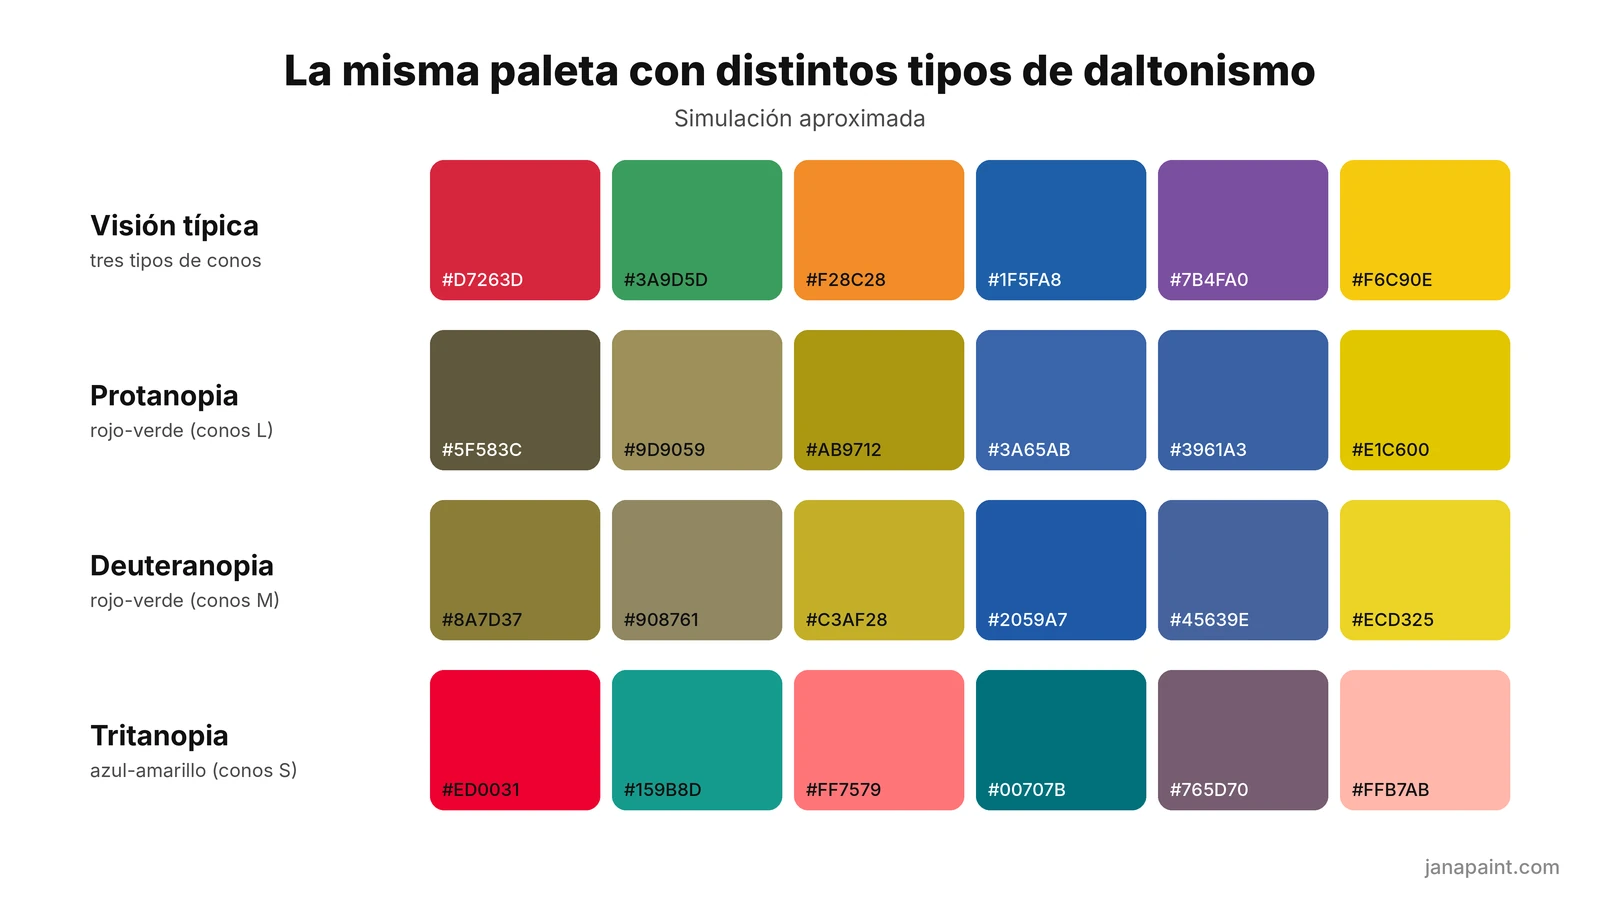 La misma paleta con distintos tipos de daltonismo
Simulación aproximada
Visión típica
tres tipos de conos
#D7263D
#3A9D5D
#F28C28
#1F5FA8
#7B4FA0
#F6C90E
Protanopia
rojo-verde (conos L)
#5F583C
#9D9059
#AB9712
#3A65AB
#3961A3
#E1C600
Deuteranopia
rojo-verde (conos M)
#8A7D37
#908761
#C3AF28
#2059A7
#45639E
#ECD325
Tritanopia
azul-amarillo (conos S)
#ED0031
#159B8D
#FF7579
#00707B
#765D70
#FFB7AB
janapaint.com